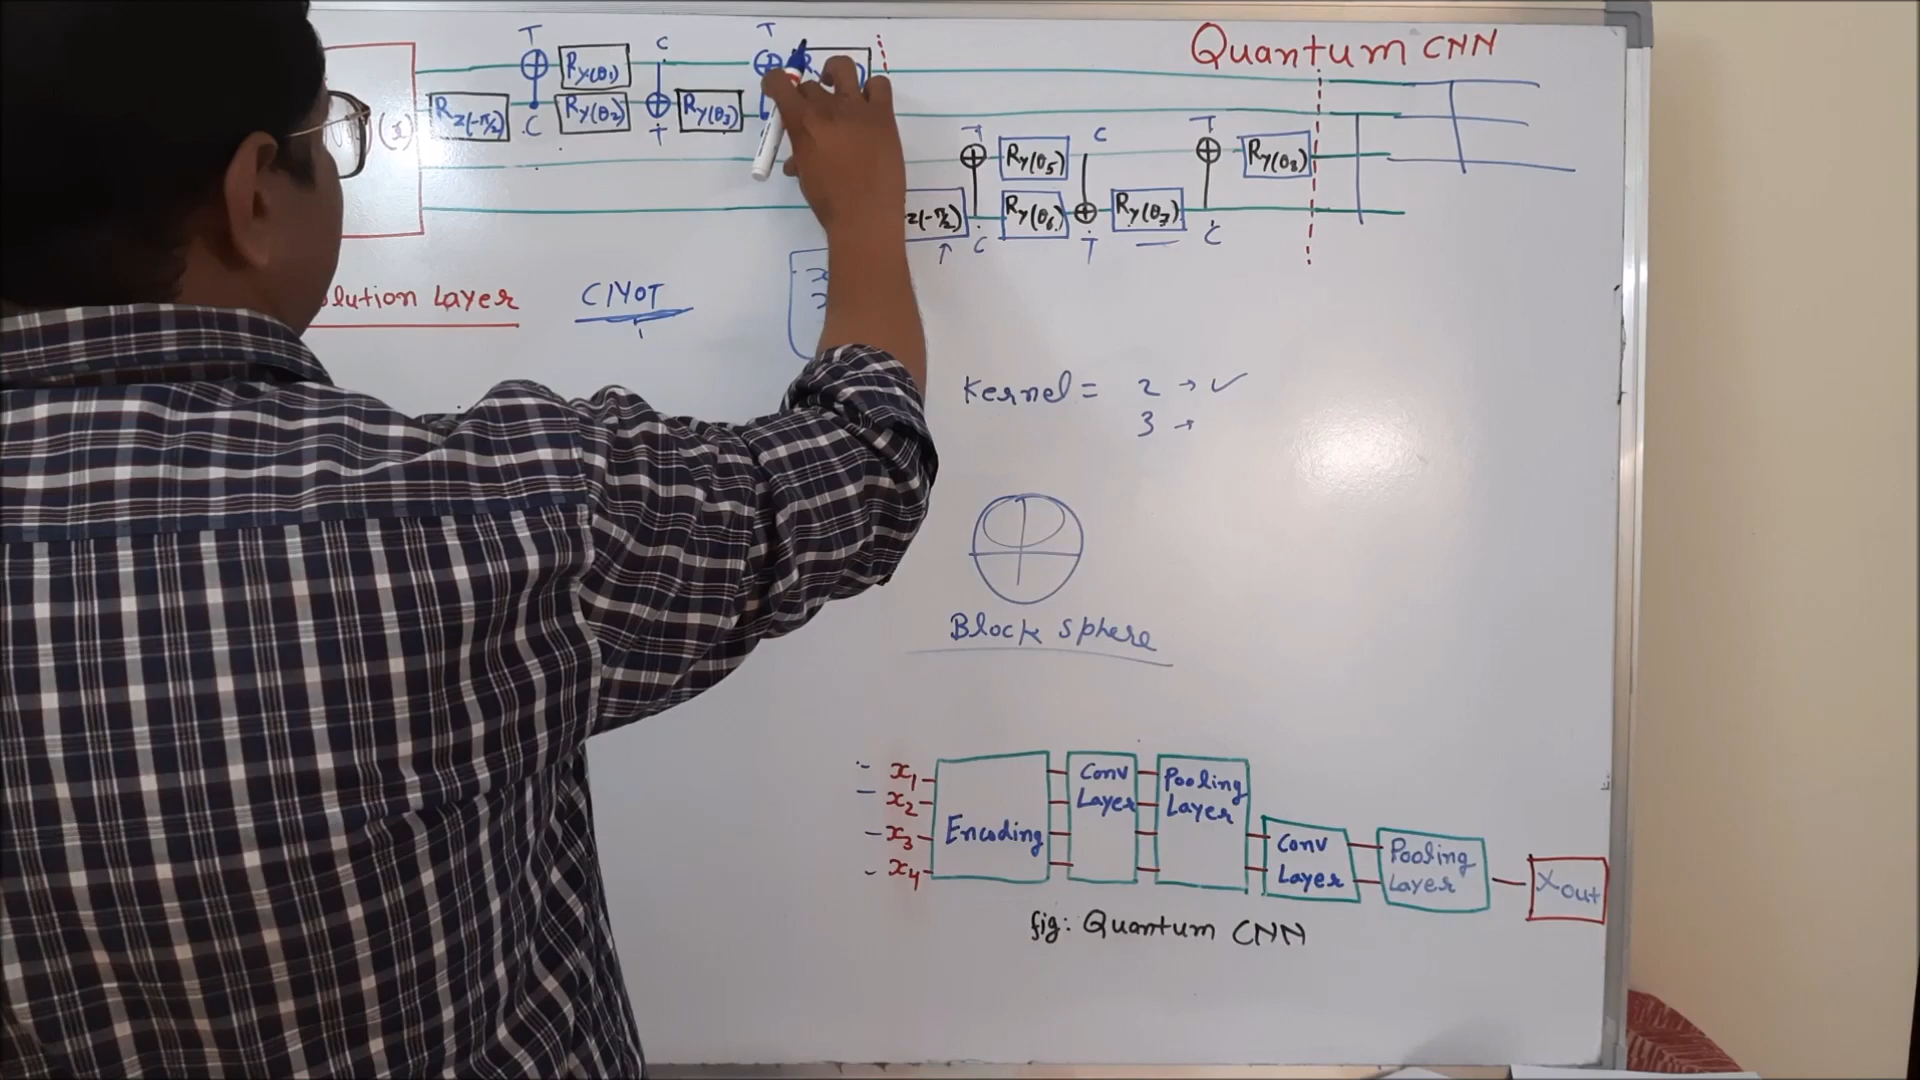 Quantum CNN
T C T
Ry(θ1)
(x) Rz(-π/2) C Ry(θ2) T Ry(θ3)
T Ry(θ5) C T Ry(θ8)
z(-π/2) C Ry(θ6) T Ry(θ7) C
lution Layer
CNOT
Kernel = 2 → ✓
3 →
Block sphere
x1
x2
x3
x4
Encoding
Conv
Layer
Pooling
Layer
Conv
Layer
Pooling
Layer
Xout
fig: Quantum CNN